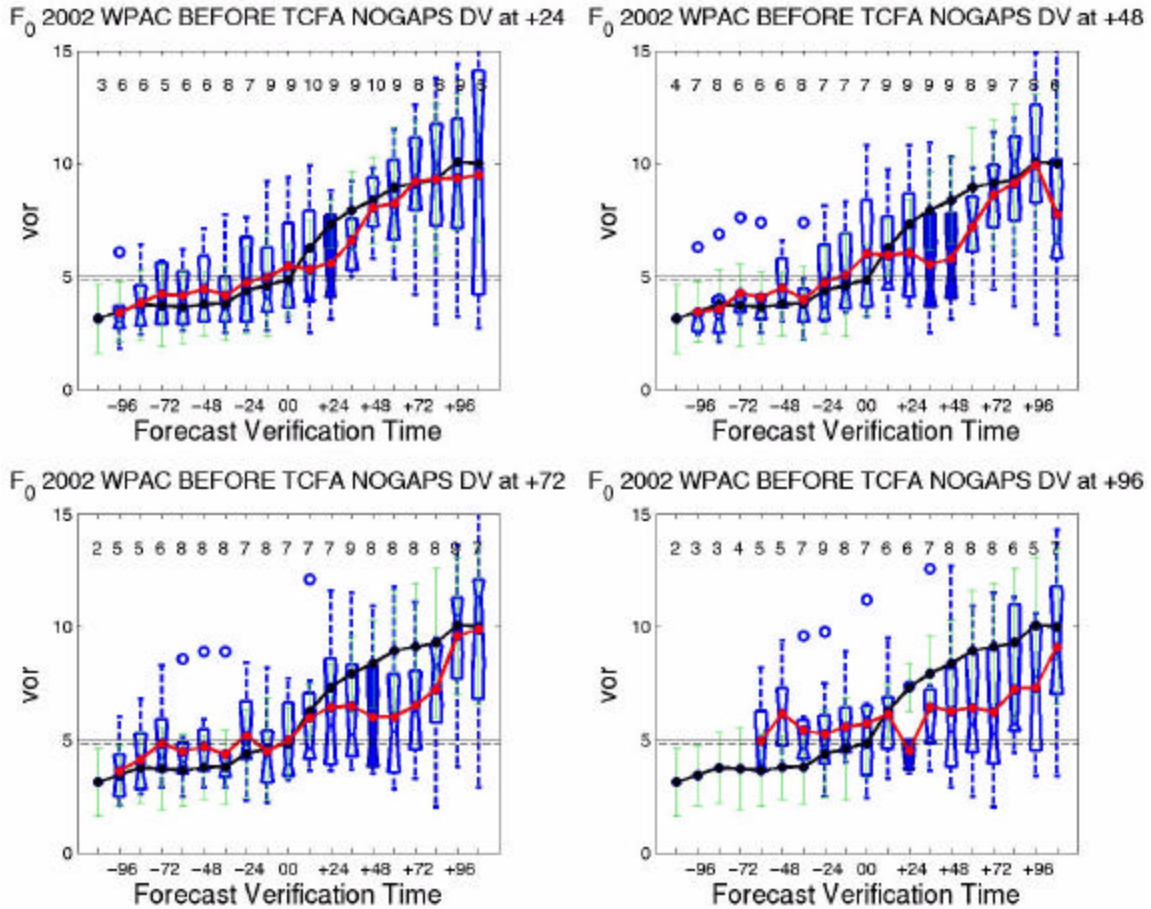 F0 2002 WPAC BEFORE TCFA NOGAPS DV at +24
15
3 6 6 5 6 6 8 7 9 9 10 9 9 10 9 8 8 9
10
vor
5
0
−96 −72 −48 −24 00 +24 +48 +72 +96
Forecast Verification Time
F0 2002 WPAC BEFORE TCFA NOGAPS DV at +48
15
4 7 8 6 6 6 8 7 7 7 9 9 9 9 8 9 7 8 6
10
vor
5
0
−96 −72 −48 −24 00 +24 +48 +72 +96
Forecast Verification Time
F0 2002 WPAC BEFORE TCFA NOGAPS DV at +72
15
2 5 5 6 8 8 8 7 8 7 7 7 9 8 8 8 8 9 7
10
vor
5
0
−96 −72 −48 −24 00 +24 +48 +72 +96
Forecast Verification Time
F0 2002 WPAC BEFORE TCFA NOGAPS DV at +96
15
2 3 3 4 5 5 7 9 8 7 6 6 7 8 8 8 6 5
10
vor
5
0
−96 −72 −48 −24 00 +24 +48 +72 +96
Forecast Verification Time